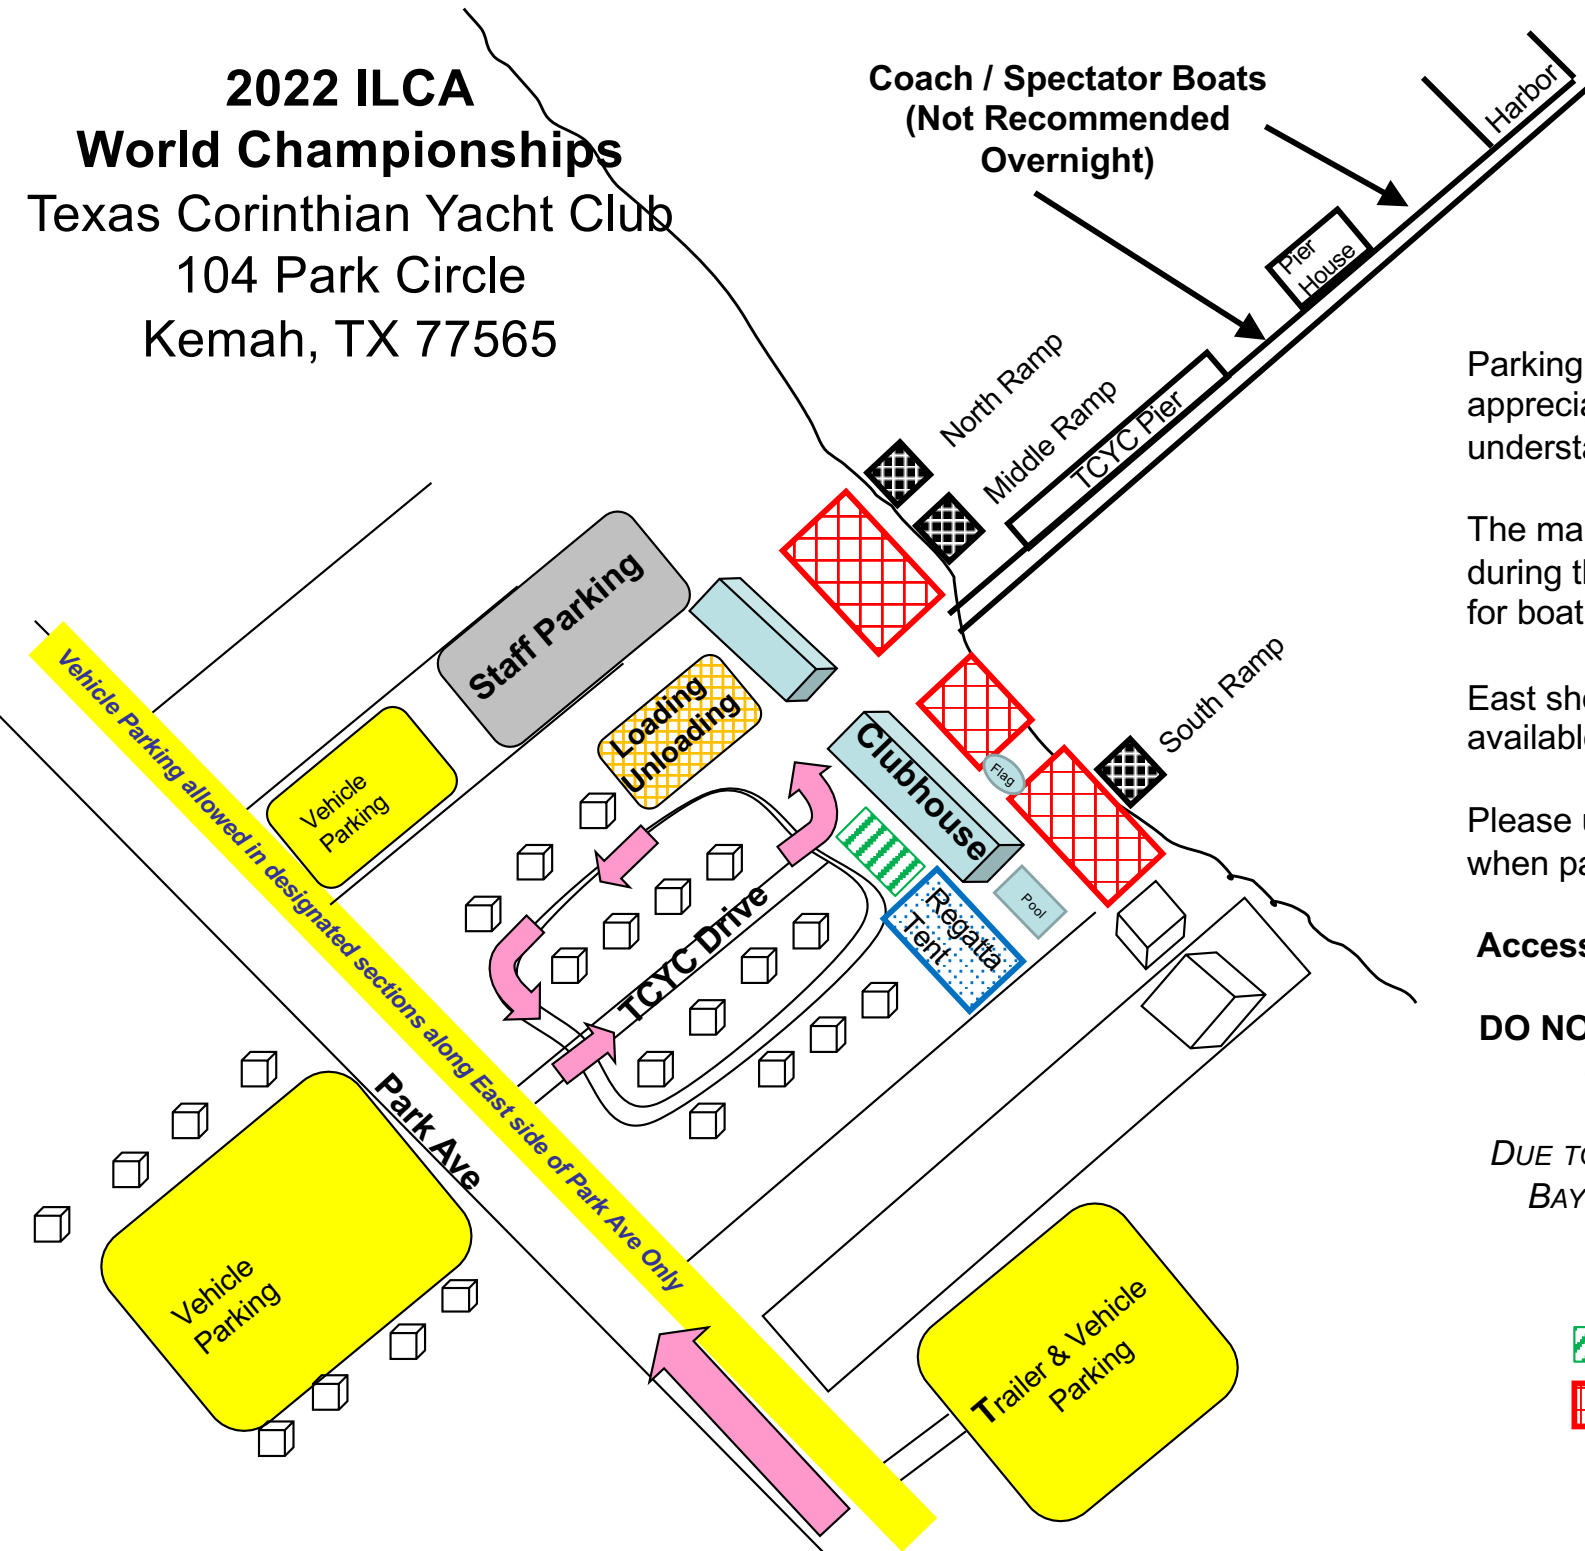 2022 ILCA
World Championships
Texas Corinthian Yacht Club
104 Park Circle
Kemah, TX 77565
Coach / Spectator Boats
(Not Recommended
Overnight)
Harbor
Pier
House
North Ramp
Middle Ramp
TCYC Pier
South Ramp
Staff Parking
Loading
Unloading
Clubhouse
Flag
Pool
Regatta
Tent
TCYC Drive
Vehicle
Parking
Vehicle Parking allowed in designated sections along East side of Park Ave Only
Park Ave
Vehicle
Parking
Trailer & Vehicle
Parking
Parking
apprecia
understa
The ma
during th
for boat
East sho
available
Please u
when pa
Access
DO NO
DUE TO
BAY